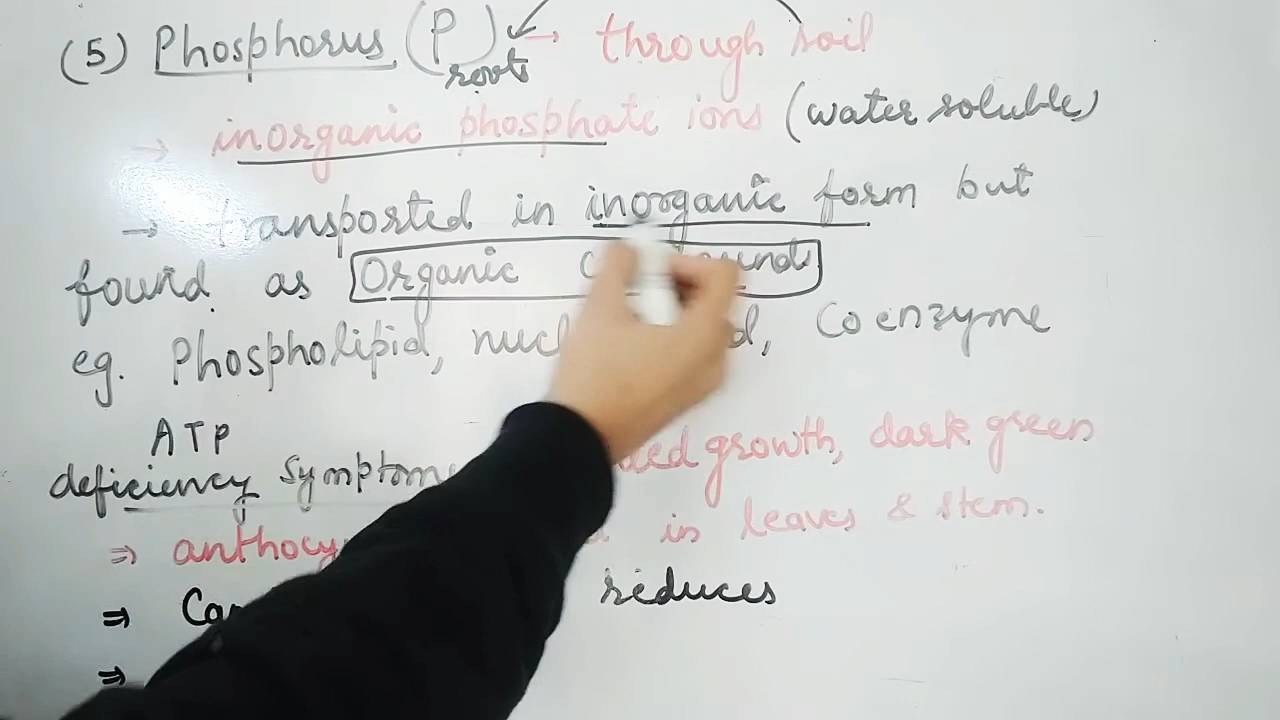 (5) Phosphorus (P) → through soil
roots
→ inorganic phosphate ions (water soluble)
→ transported in inorganic form but
found as Organic
eg. Phospholipid, Coenzyme
ATP
deficiency growth, dark green
⇒ in leaves & stem.
⇒ reduces
⇒